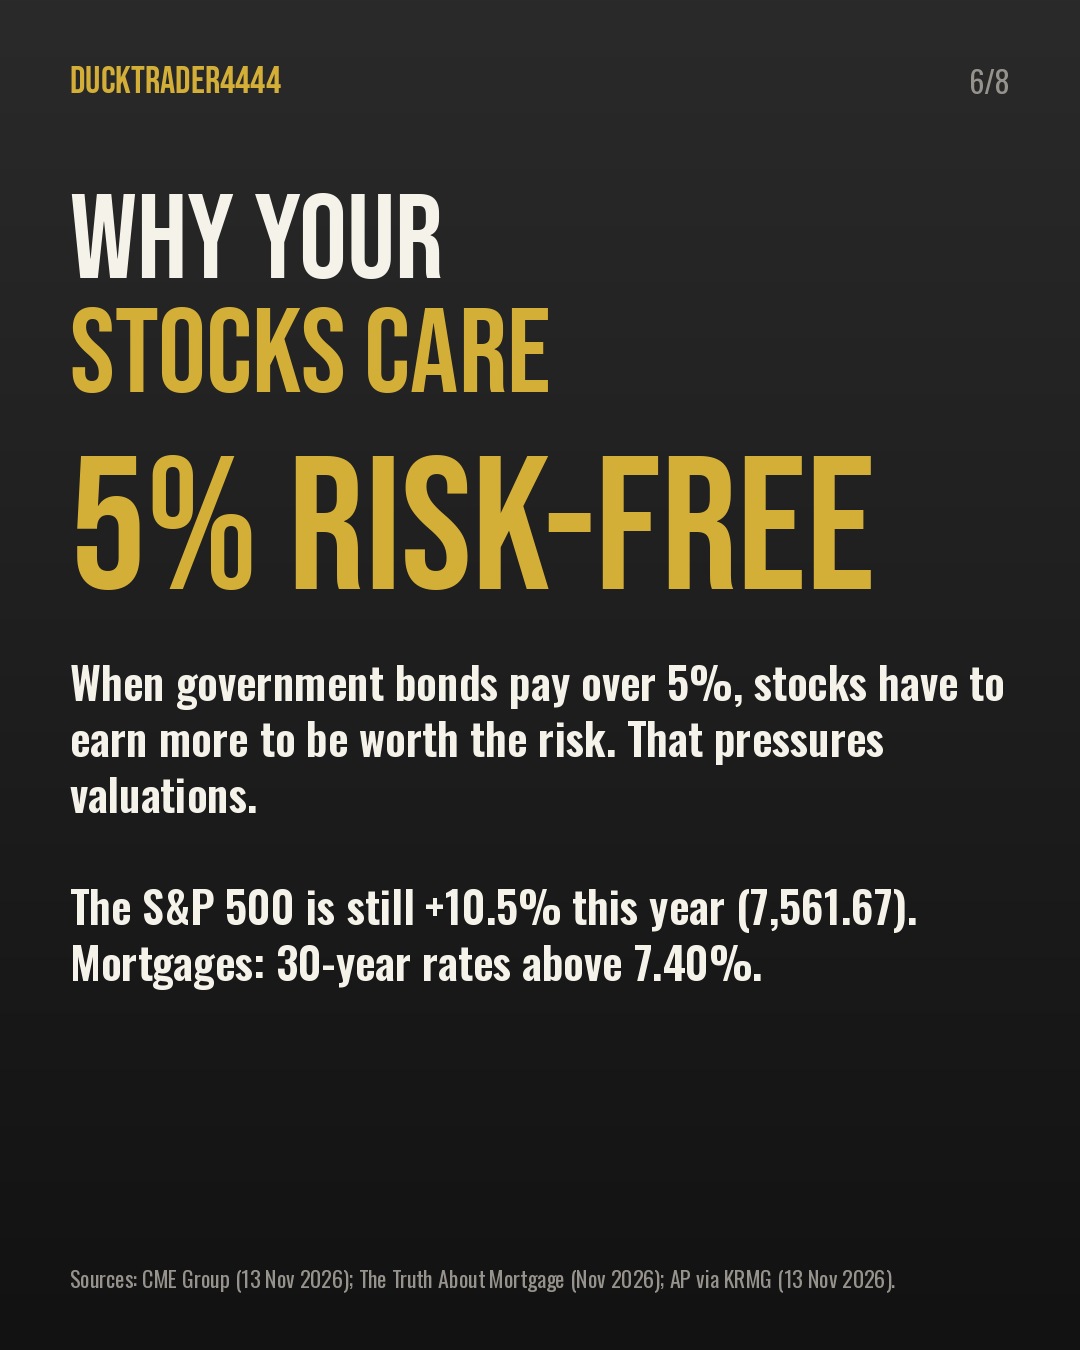 DUCKTRADER4444
6/8
WHY YOUR
STOCKS CARE
5% RISK-FREE
When government bonds pay over 5%, stocks have to
earn more to be worth the risk. That pressures
valuations.
The S&P 500 is still +10.5% this year (7,561.67).
Mortgages: 30-year rates above 7.40%.
Sources: CME Group (13 Nov 2026); The Truth About Mortgage (Nov 2026); AP via KRMG (13 Nov 2026).